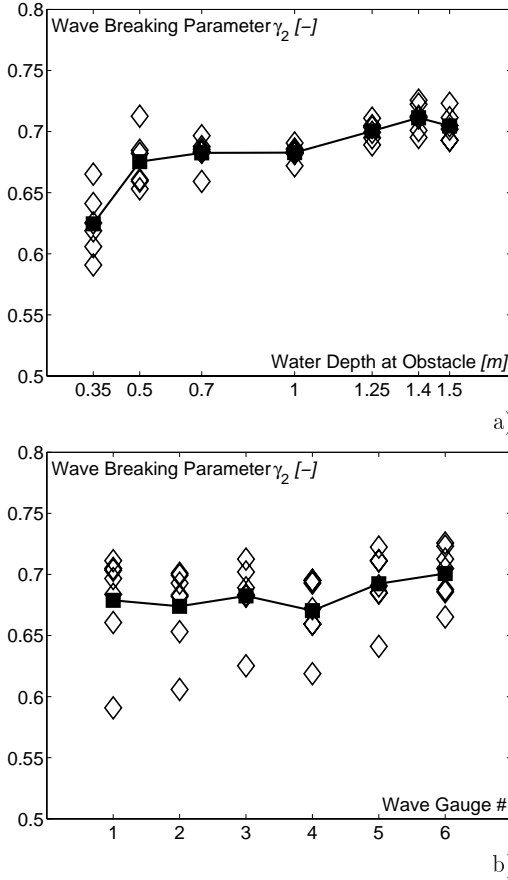 0.8
Wave Breaking Parameter γ2 [–]
0.75
0.7
0.65
0.6
0.55
0.5
Water Depth at Obstacle [m]
0.35 0.5 0.7 1 1.25 1.4 1.5
a)
0.8
Wave Breaking Parameter γ2 [–]
0.75
0.7
0.65
0.6
0.55
0.5
Wave Gauge #
1 2 3 4 5 6
b)